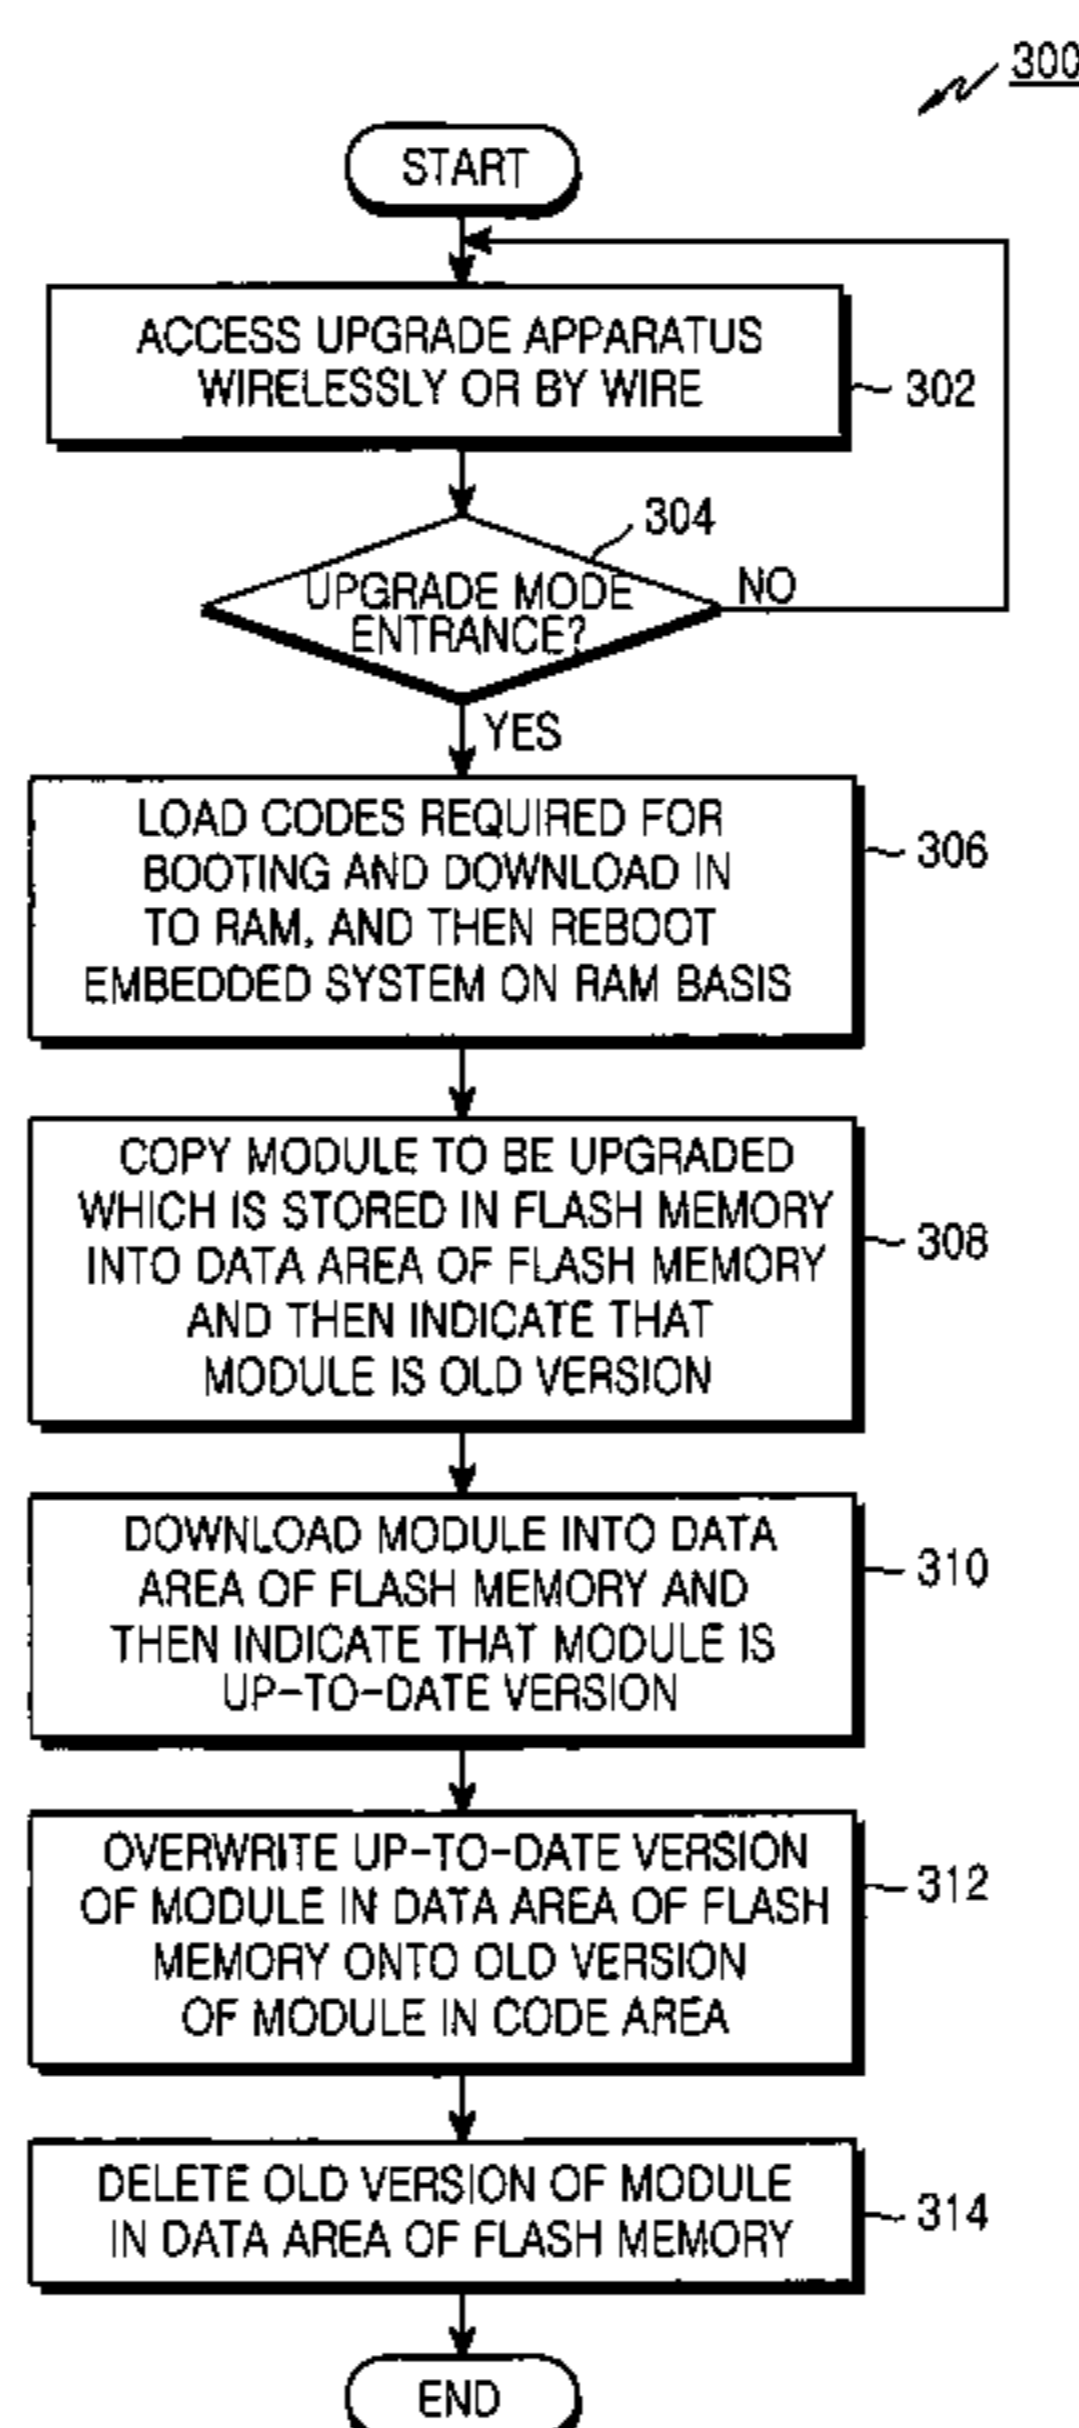 300
START
ACCESS UPGRADE APPARATUS
WIRELESSLY OR BY WIRE
302
304
UPGRADE MODE
ENTRANCE?
NO
YES
LOAD CODES REQUIRED FOR
BOOTING AND DOWNLOAD IN
TO RAM, AND THEN REBOOT
EMBEDDED SYSTEM ON RAM BASIS
306
COPY MODULE TO BE UPGRADED
WHICH IS STORED IN FLASH MEMORY
INTO DATA AREA OF FLASH MEMORY
AND THEN INDICATE THAT
MODULE IS OLD VERSION
308
DOWNLOAD MODULE INTO DATA
AREA OF FLASH MEMORY AND
THEN INDICATE THAT MODULE IS
UP-TO-DATE VERSION
310
OVERWRITE UP-TO-DATE VERSION
OF MODULE IN DATA AREA OF FLASH
MEMORY ONTO OLD VERSION
OF MODULE IN CODE AREA
312
DELETE OLD VERSION OF MODULE
IN DATA AREA OF FLASH MEMORY
314
END